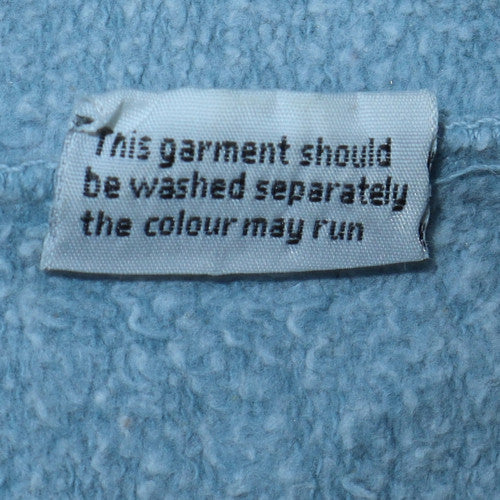 This garment should
be washed separately
the colour may run